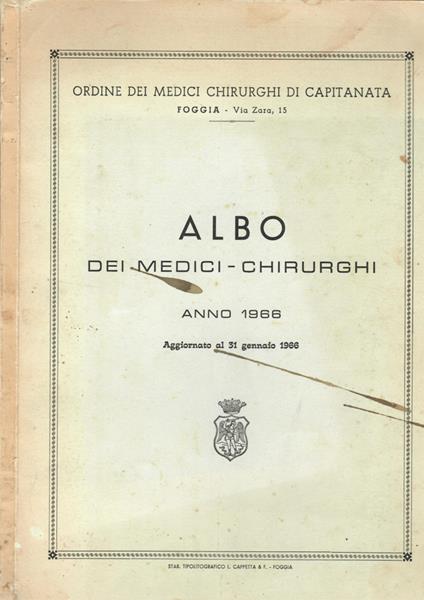 ORDINE DEI MEDICI CHIRURGHI DI CAPITANATA
FOGGIA - Via Zara, 15
ALBO
DEI MEDICI - CHIRURGHI
ANNO 1966
Aggiornato al 31 gennaio 1966
STAB. TIPOLITOGRAFICO L. CAPPETTA & F. - FOGGIA